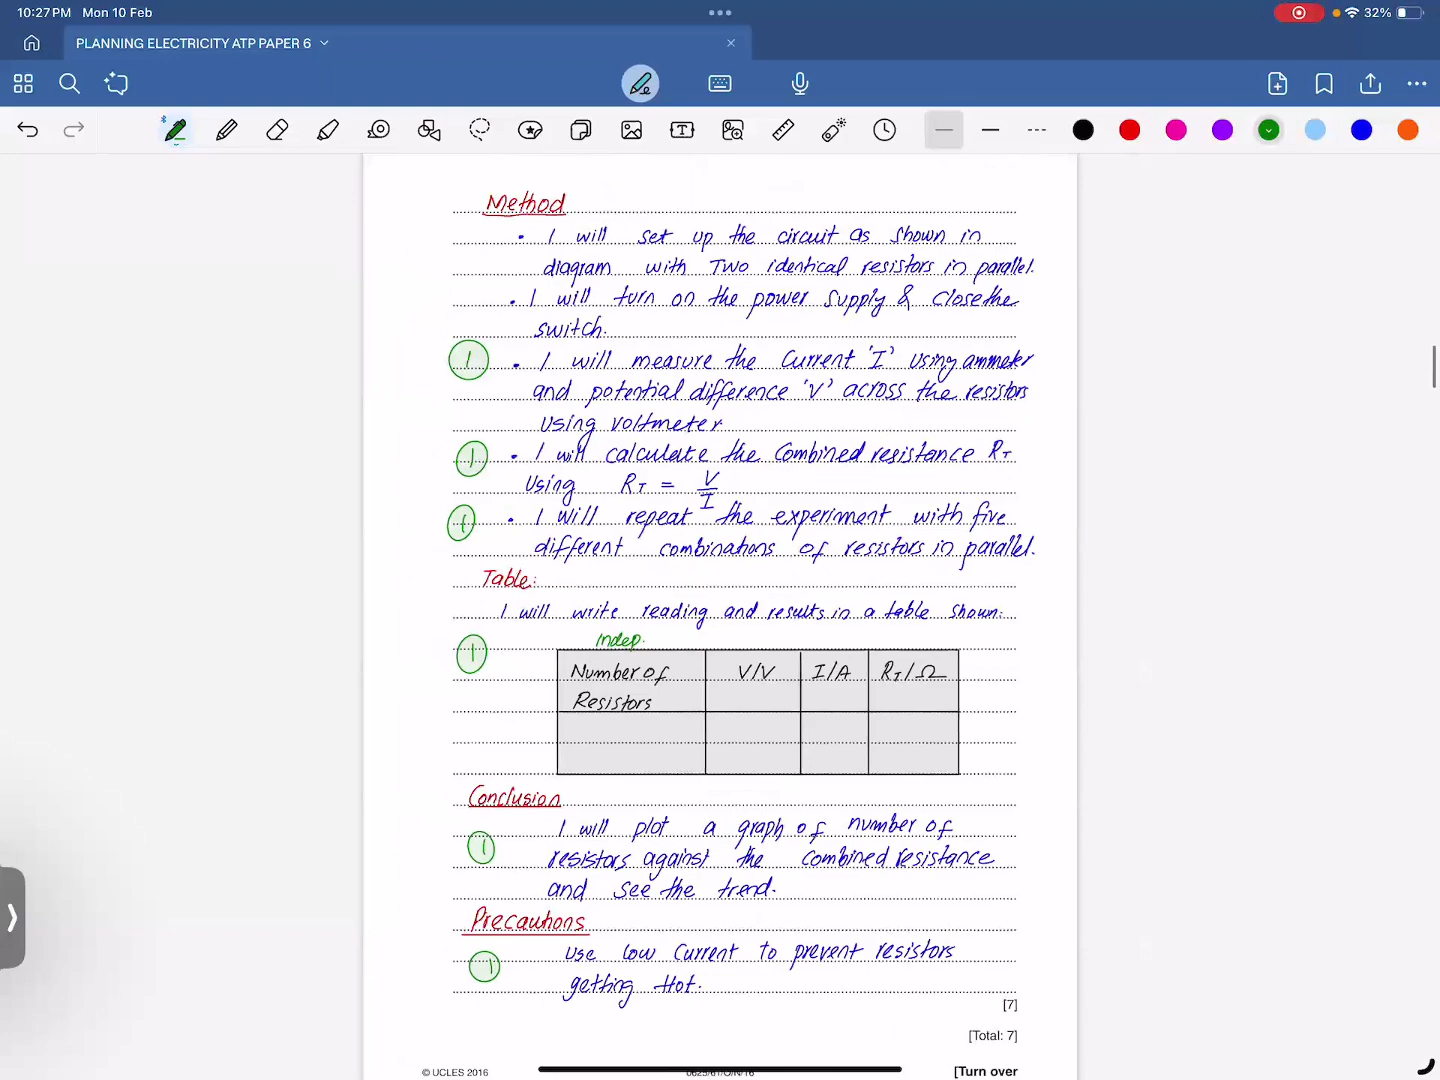 10:27 PM Mon 10 Feb
32%
PLANNING ELECTRICITY ATP PAPER 6
Method
• I will set up the circuit as shown in
diagram with Two identical resistors in parallel.
• I will turn on the power supply & close the
switch.
1 • I will measure the current 'I' using ammeter
and potential difference 'V' across the resistors
using voltmeter
1 • I will calculate the combined resistance RT
using RT = V/I
1 • I will repeat the experiment with five
different combinations of resistors in parallel.
Table:
I will write reading and results in a table shown:
indep.
1
Number of V/V I/A RT/Ω
Resistors
Conclusion
I will plot a graph of number of
1 resistors against the combined resistance
and see the trend.
Precautions
Use low current to prevent resistors
1 getting Hot.
[7]
[Total: 7]
© UCLES 2016 0625/61/O/N/16 [Turn over